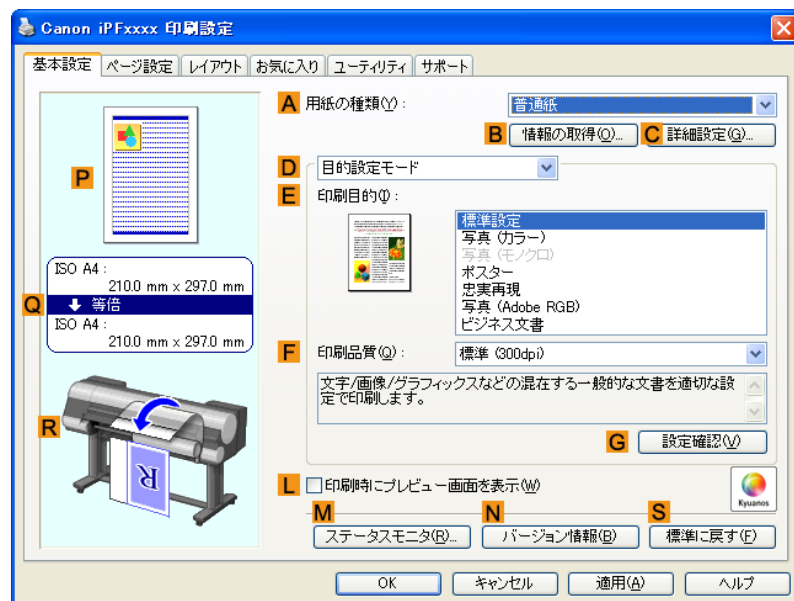 Canon iPFxxxx 印刷設定
基本設定 ページ設定 レイアウト お気に入り ユーティリティ サポート
A 用紙の種類(Y): 普通紙
B 情報の取得(O)... C 詳細設定(G)...
P
D 目的設定モード
E 印刷目的(I):
標準設定
写真 (カラー)
写真 (モノクロ)
ポスター
忠実再現
写真 (Adobe RGB)
ビジネス文書
ISO A4:
210.0 mm x 297.0 mm
Q 等倍
ISO A4:
210.0 mm x 297.0 mm
F 印刷品質(Q): 標準 (300dpi)
文字/画像/グラフィックスなどの混在する一般的な文書を適切な設
定で印刷します。
R
R
G 設定確認(V)
L 印刷時にプレビュー画面を表示(W)
Kyuanos
M N S
ステータスモニタ(R)... バージョン情報(B) 標準に戻す(F)
OK キャンセル 適用(A) ヘルプ